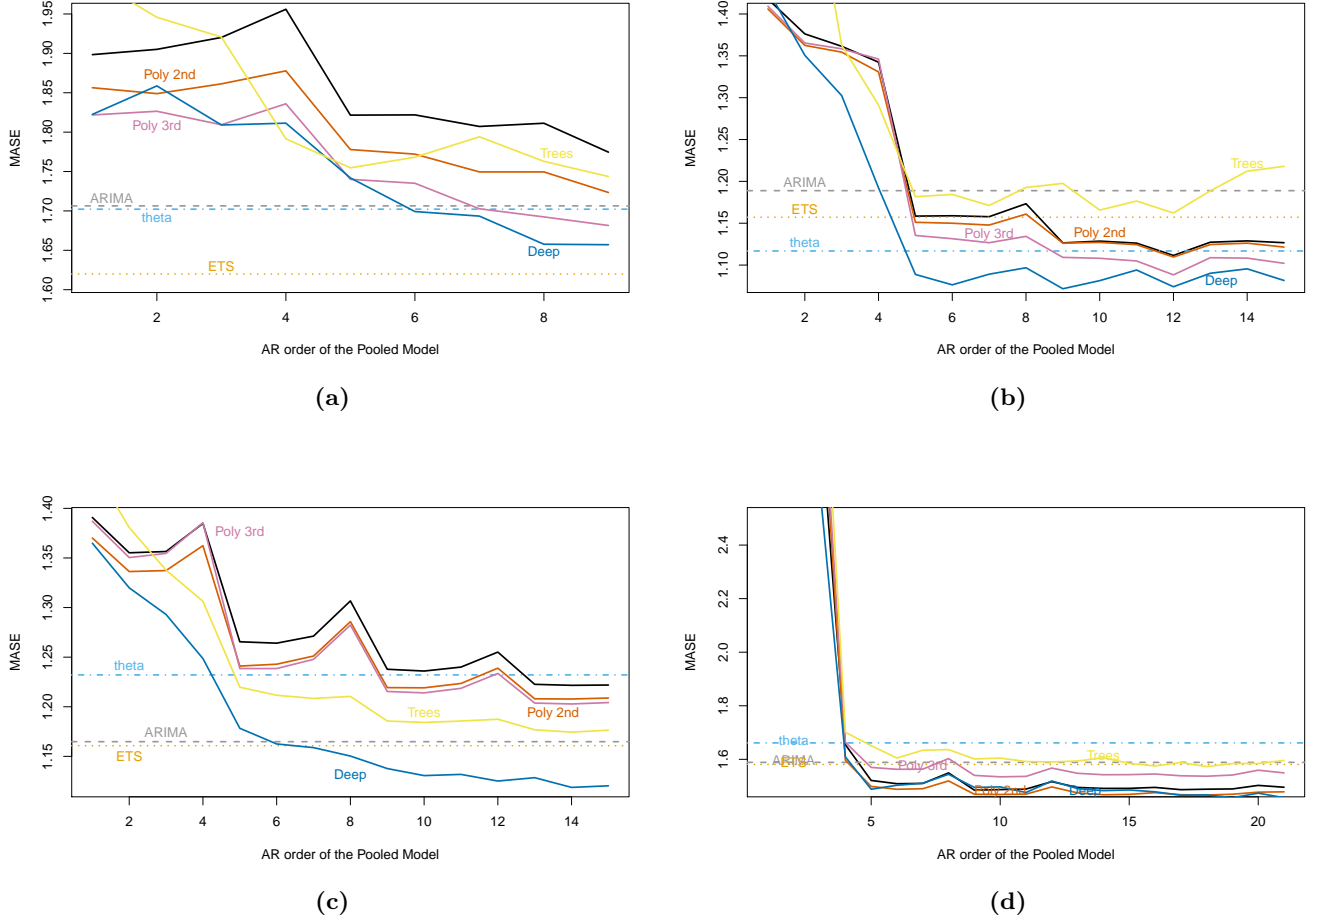 1.95
1.90
1.85
1.80
1.75
1.70
1.65
1.60
MASE
Poly 2nd
Poly 3rd
Trees
ARIMA
theta
Deep
ETS
2 4 6 8
AR order of the Pooled Model
(a)
1.40
1.35
1.30
1.25
1.20
1.15
1.10
MASE
Trees
ARIMA
ETS
Poly 3rd
Poly 2nd
theta
Deep
2 4 6 8 10 12 14
AR order of the Pooled Model
(b)
1.40
1.35
1.30
1.25
1.20
1.15
MASE
Poly 3rd
theta
Trees
Poly 2nd
ARIMA
ETS
Deep
2 4 6 8 10 12 14
AR order of the Pooled Model
(c)
2.4
2.2
2.0
1.8
1.6
MASE
theta
Trees
ARIMA
ETS
Poly 3rd
Poly 2nd
Deep
5 10 15 20
AR order of the Pooled Model
(d)